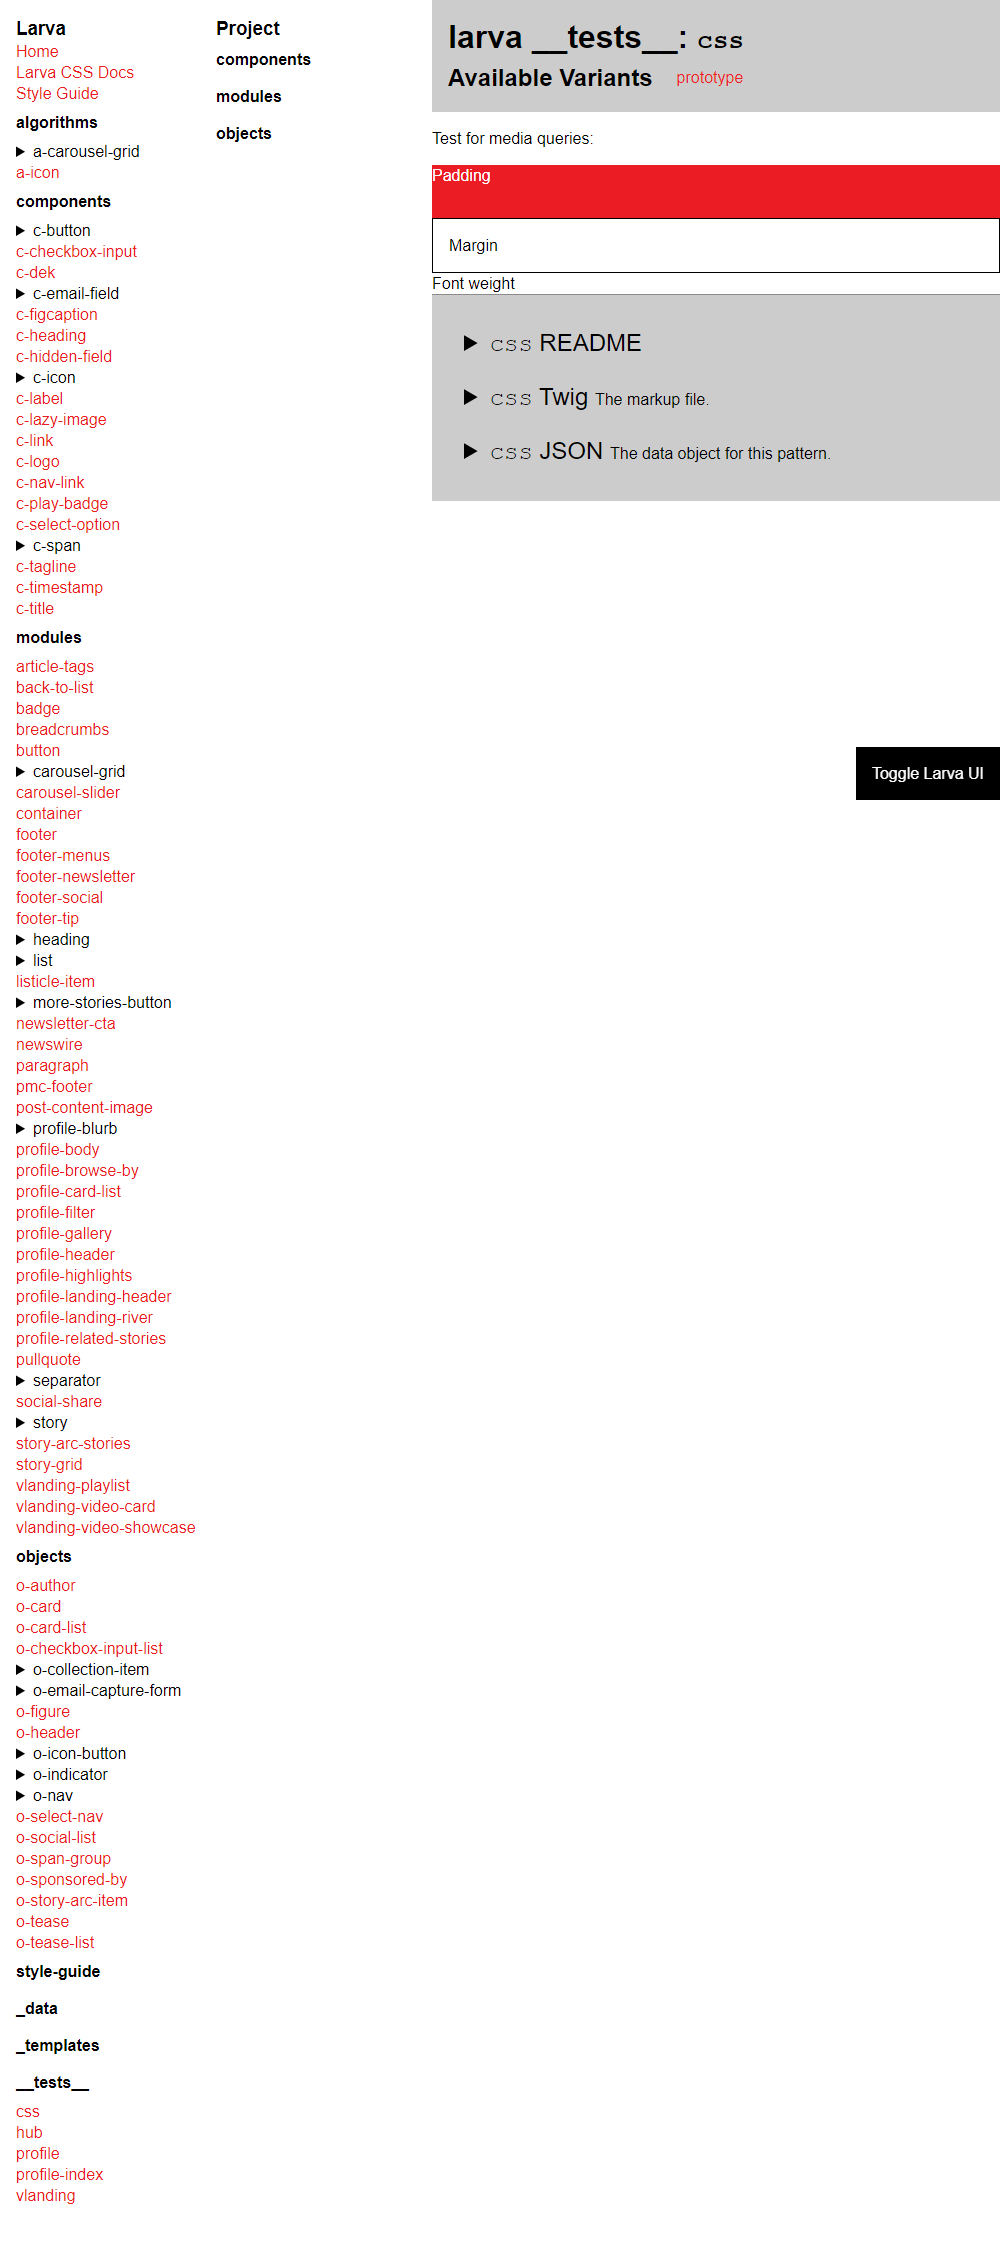 Larva
Home
Larva CSS Docs
Style Guide
algorithms
a-carousel-grid
a-icon
components
c-button
c-checkbox-input
c-dek
c-email-field
c-figcaption
c-heading
c-hidden-field
c-icon
c-label
c-lazy-image
c-link
c-logo
c-nav-link
c-play-badge
c-select-option
c-span
c-tagline
c-timestamp
c-title
modules
article-tags
back-to-list
badge
breadcrumbs
button
carousel-grid
carousel-slider
container
footer
footer-menus
footer-newsletter
footer-social
footer-tip
heading
list
listicle-item
more-stories-button
newsletter-cta
newswire
paragraph
pmc-footer
post-content-image
profile-blurb
profile-body
profile-browse-by
profile-card-list
profile-filter
profile-gallery
profile-header
profile-highlights
profile-landing-header
profile-landing-river
profile-related-stories
pullquote
separator
social-share
story
story-arc-stories
story-grid
vlanding-playlist
vlanding-video-card
vlanding-video-showcase
objects
o-author
o-card
o-card-list
o-checkbox-input-list
o-collection-item
o-email-capture-form
o-figure
o-header
o-icon-button
o-indicator
o-nav
o-select-nav
o-social-list
o-span-group
o-sponsored-by
o-story-arc-item
o-tease
o-tease-list
style-guide
_data
_templates
__tests__
css
hub
profile
profile-index
vlanding
Project
components
modules
objects
larva __tests__: css
Available Variants prototype
Test for media queries:
Padding
Margin
Font weight
css README
css Twig The markup file.
css JSON The data object for this pattern.
Toggle Larva UI